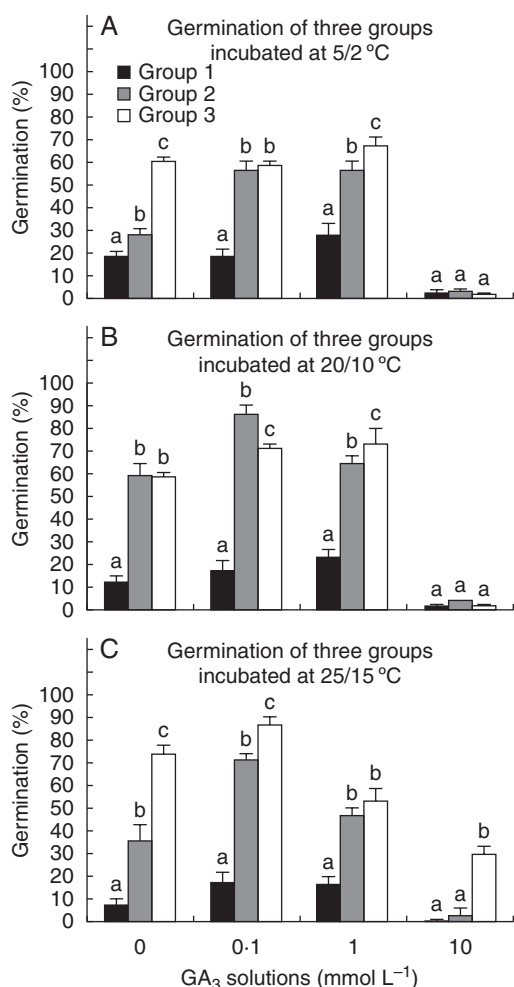 A
Germination of three groups
incubated at 5/2 °C
Group 1
Group 2
Group 3
Germination (%)
100
90
80
70
60
50
40
30
20
10
0
a b c
a b b
a b c
a a a
B
Germination of three groups
incubated at 20/10 °C
Germination (%)
100
90
80
70
60
50
40
30
20
10
0
a b b
a b c
a b c
a a a
C
Germination of three groups
incubated at 25/15 °C
Germination (%)
100
90
80
70
60
50
40
30
20
10
0
a b c
a b c
a b b
a a b
0 0·1 1 10
GA₃ solutions (mmol L⁻¹)